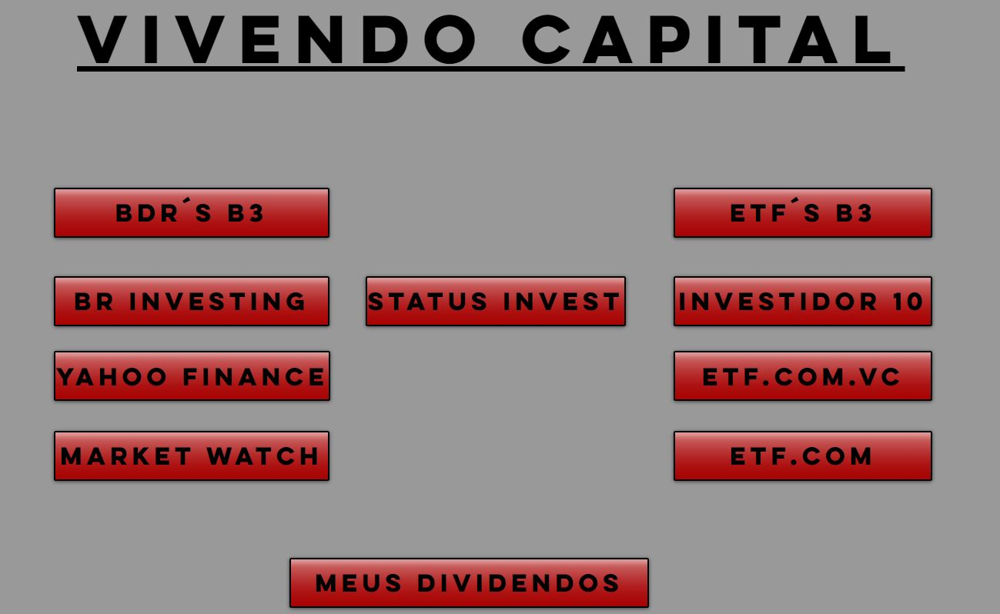 VIVENDO CAPITAL
BDR´S B3
ETF´S B3
BR INVESTING
STATUS INVEST
INVESTIDOR 10
YAHOO FINANCE
ETF.COM.VC
MARKET WATCH
ETF.COM
MEUS DIVIDENDOS